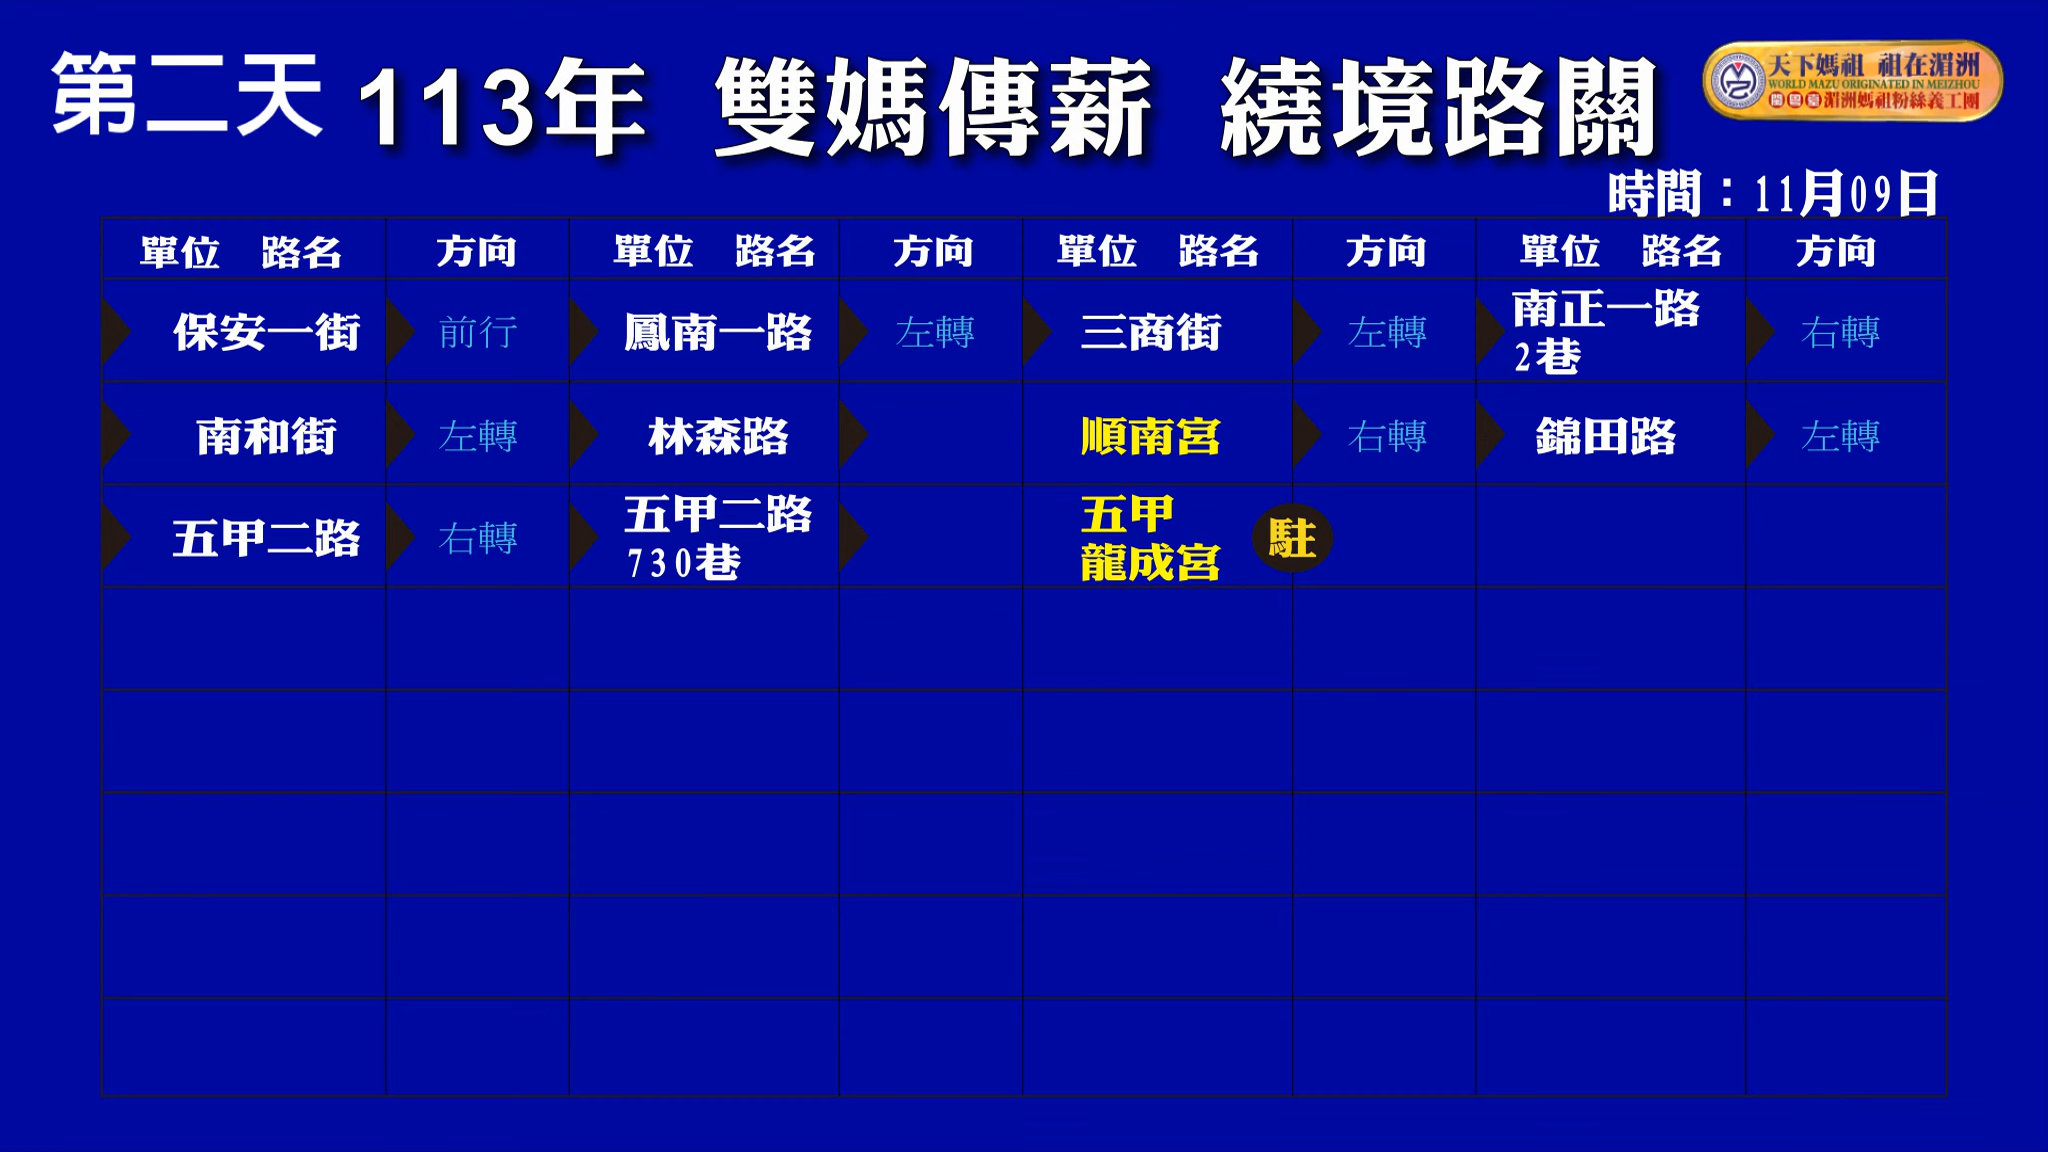 第二天 113年 雙媽傳薪 繞境路關
天下媽祖 祖在湄洲
WORLD MAZU ORIGINATED IN MEIZHOU
湄洲媽祖粉絲義工團
時間：11月09日
單位 路名 方向 單位 路名 方向 單位 路名 方向 單位 路名 方向
保安一街 前行 鳳南一路 左轉 三商街 左轉 南正一路
2巷 右轉
南和街 左轉 林森路 順南宮 右轉 錦田路 左轉
五甲二路 右轉 五甲二路
730巷
五甲
龍成宮
駐